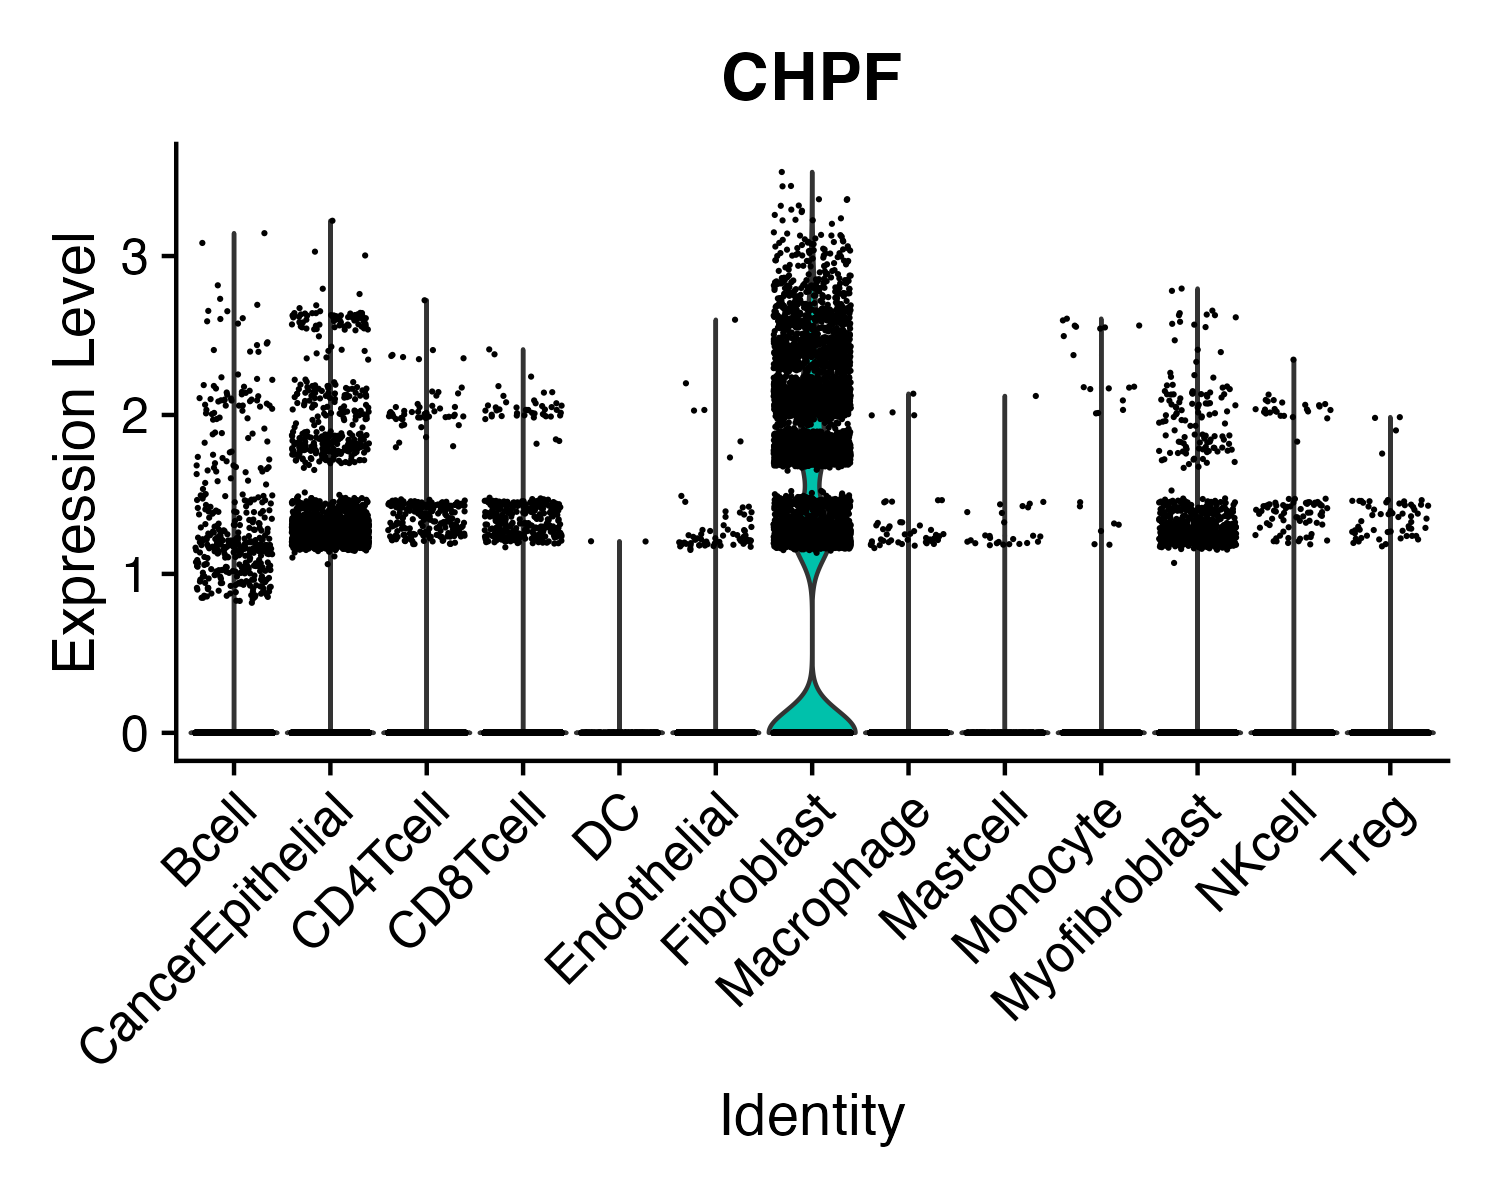 CHPF
Expression Level
3
2
1
0
Bcell
CancerEpithelial
CD4Tcell
CD8Tcell
DC
Endothelial
Fibroblast
Macrophage
Mastcell
Monocyte
Myofibroblast
NKcell
Treg
Identity